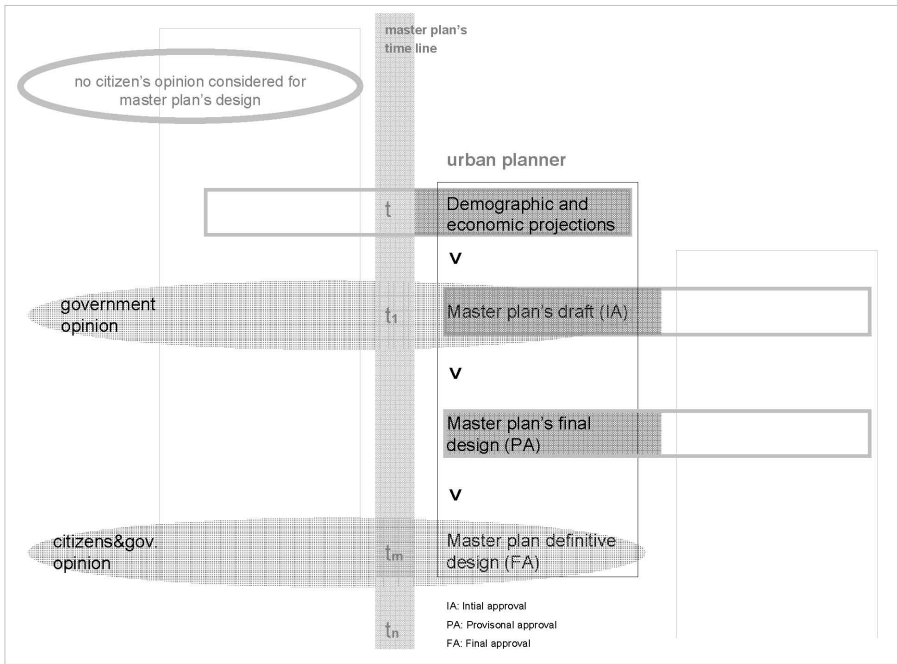 master plan's
time line
no citizen's opinion considered for
master plan's design
urban planner
t
Demographic and
economic projections
v
government
opinion
t1
Master plan's draft (IA)
v
Master plan's final
design (PA)
v
citizens&gov.
opinion
tm
Master plan definitive
design (FA)
IA: Intial approval
tn
PA: Provisonal approval
FA: Final approval